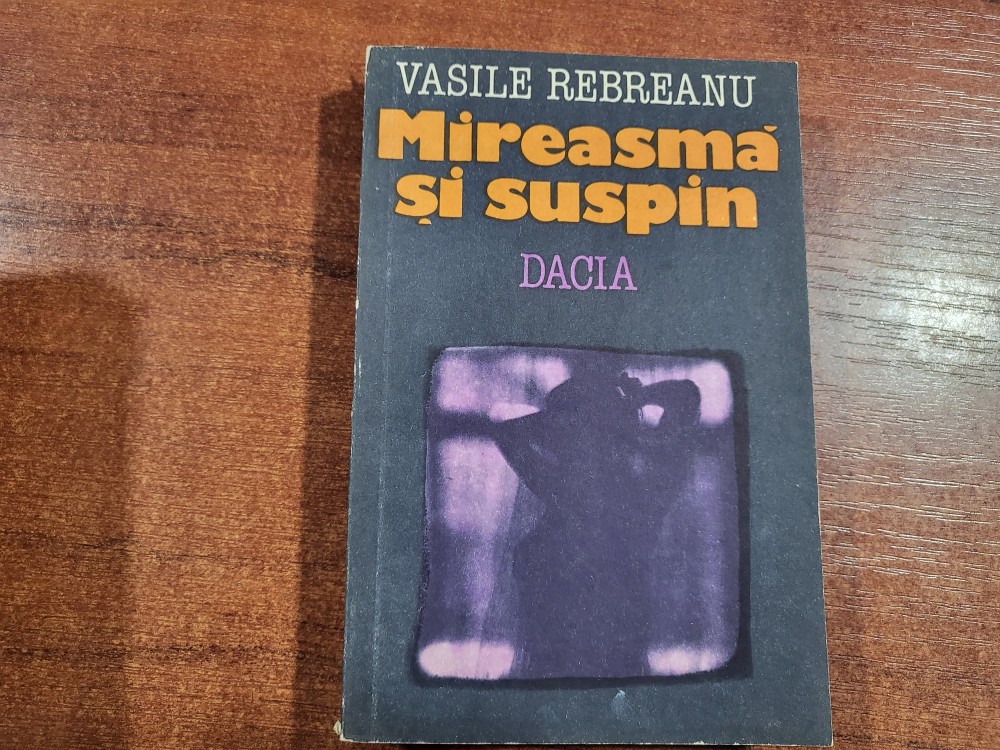 VASILE REBREANU
Mireasmă
și suspin
DACIA